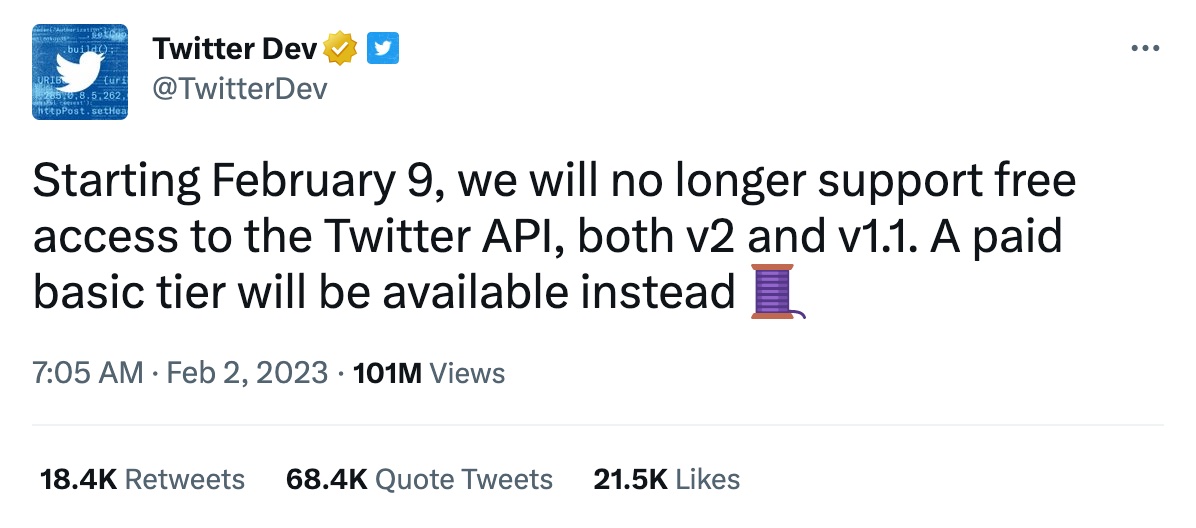 Twitter Dev
@TwitterDev
Starting February 9, we will no longer support free
access to the Twitter API, both v2 and v1.1. A paid
basic tier will be available instead 🧵
7:05 AM · Feb 2, 2023 · 101M Views
18.4K Retweets 68.4K Quote Tweets 21.5K Likes